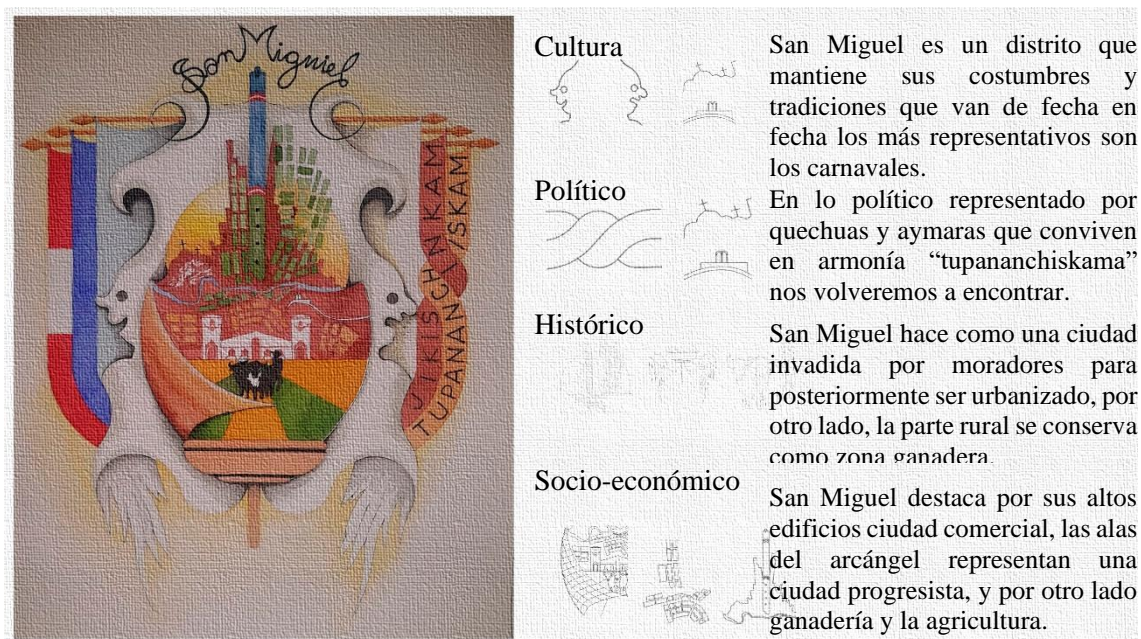 San Miguel
JIKISIÑKAM
TUPANANCHISKAM
Cultura
San Miguel es un distrito que
mantiene sus costumbres y
tradiciones que van de fecha en
fecha los más representativos son
los carnavales.
Político
En lo político representado por
quechuas y aymaras que conviven
en armonía “tupananchiskama”
nos volveremos a encontrar.
Histórico
San Miguel hace como una ciudad
invadida por moradores para
posteriormente ser urbanizado, por
otro lado, la parte rural se conserva
como zona ganadera.
Socio-económico
San Miguel destaca por sus altos
edificios ciudad comercial, las alas
del arcángel representan una
ciudad progresista, y por otro lado
ganadería y la agricultura.